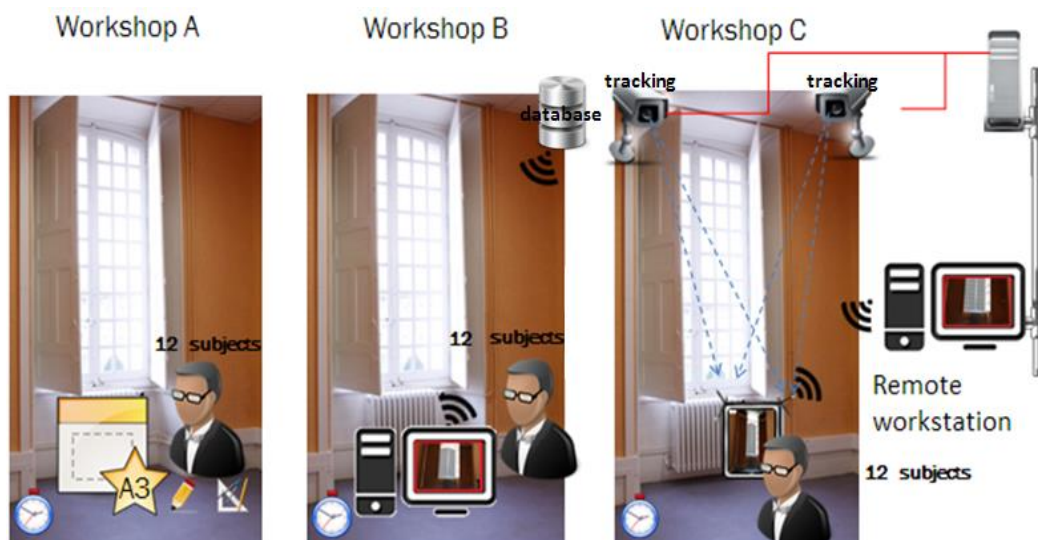 Workshop A
Workshop B
Workshop C
tracking
tracking
database
12 subjects
12 subjects
A3
Remote
workstation
12 subjects